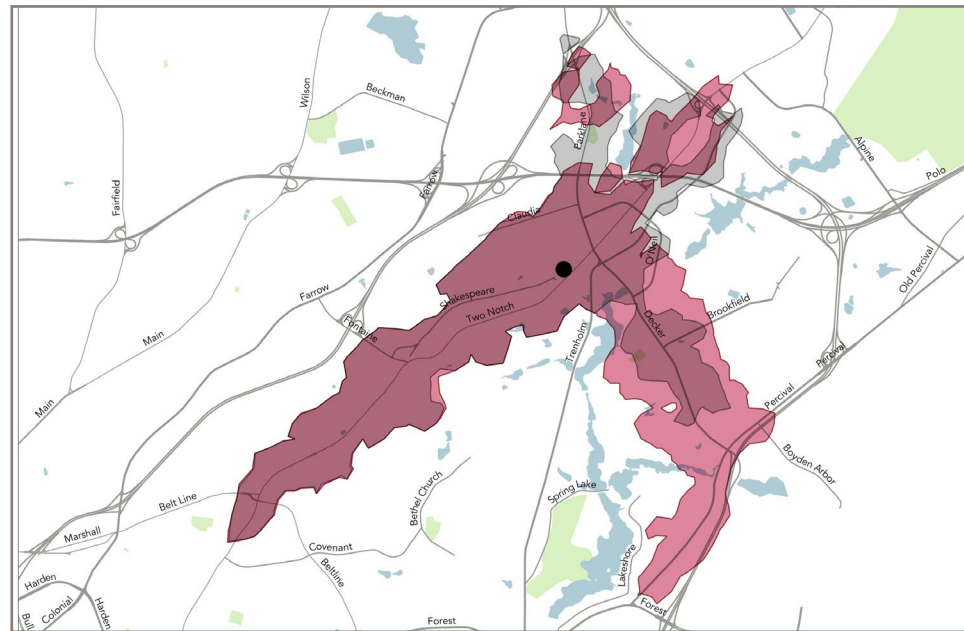 Wilson
Beckman
Parklane
Alpine
Polo
Fairfield
Farrow
Claudia
O'Neil
Old Percival
Shakespeare
Farrow
Two Notch
Brookfield
Fontaine
Decker
Main
Trenholm
Percival
Main
Percival
Boyden Arbor
Bethel Church
Spring Lake
Belt Line
Marshall
Covenant
Lakeshore
Beltline
Harden
Colonial
Harden
Bull
Forest
Forest